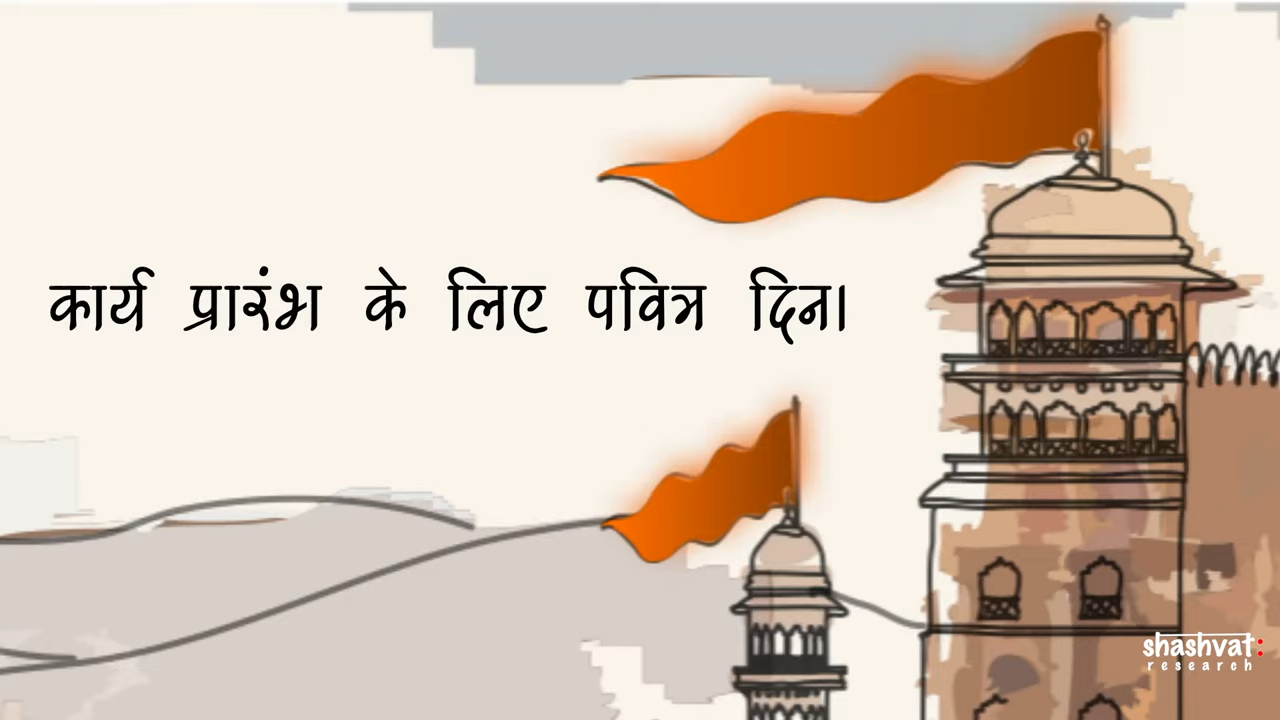 कार्य प्रारंभ के लिए पवित्र दिन।
shashvat:
research